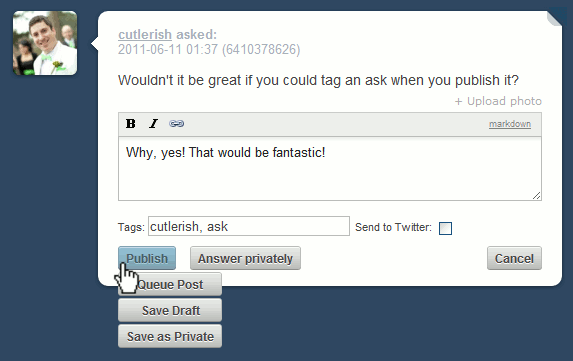 cutlerish asked:
2011-06-11 01:37 (6410378626)
Wouldn't it be great if you could tag an ask when you publish it?
+ Upload photo
B I markdown
Why, yes! That would be fantastic!
Tags: cutlerish, ask Send to Twitter:
Publish Answer privately Cancel
Queue Post
Save Draft
Save as Private